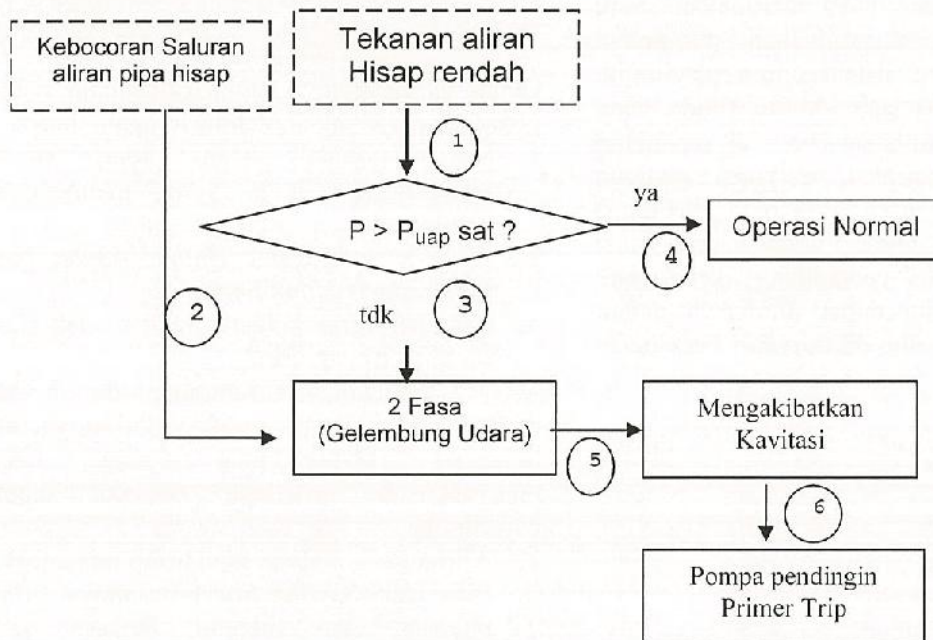 Kebocoran Saluran
aliran pipa hisap
Tekanan aliran
Hisap rendah
1
P > Puap sat ?
ya
4
Operasi Normal
2
tdk
3
2 Fasa
(Gelembung Udara)
5
Mengakibatkan
Kavitasi
6
Pompa pendingin
Primer Trip